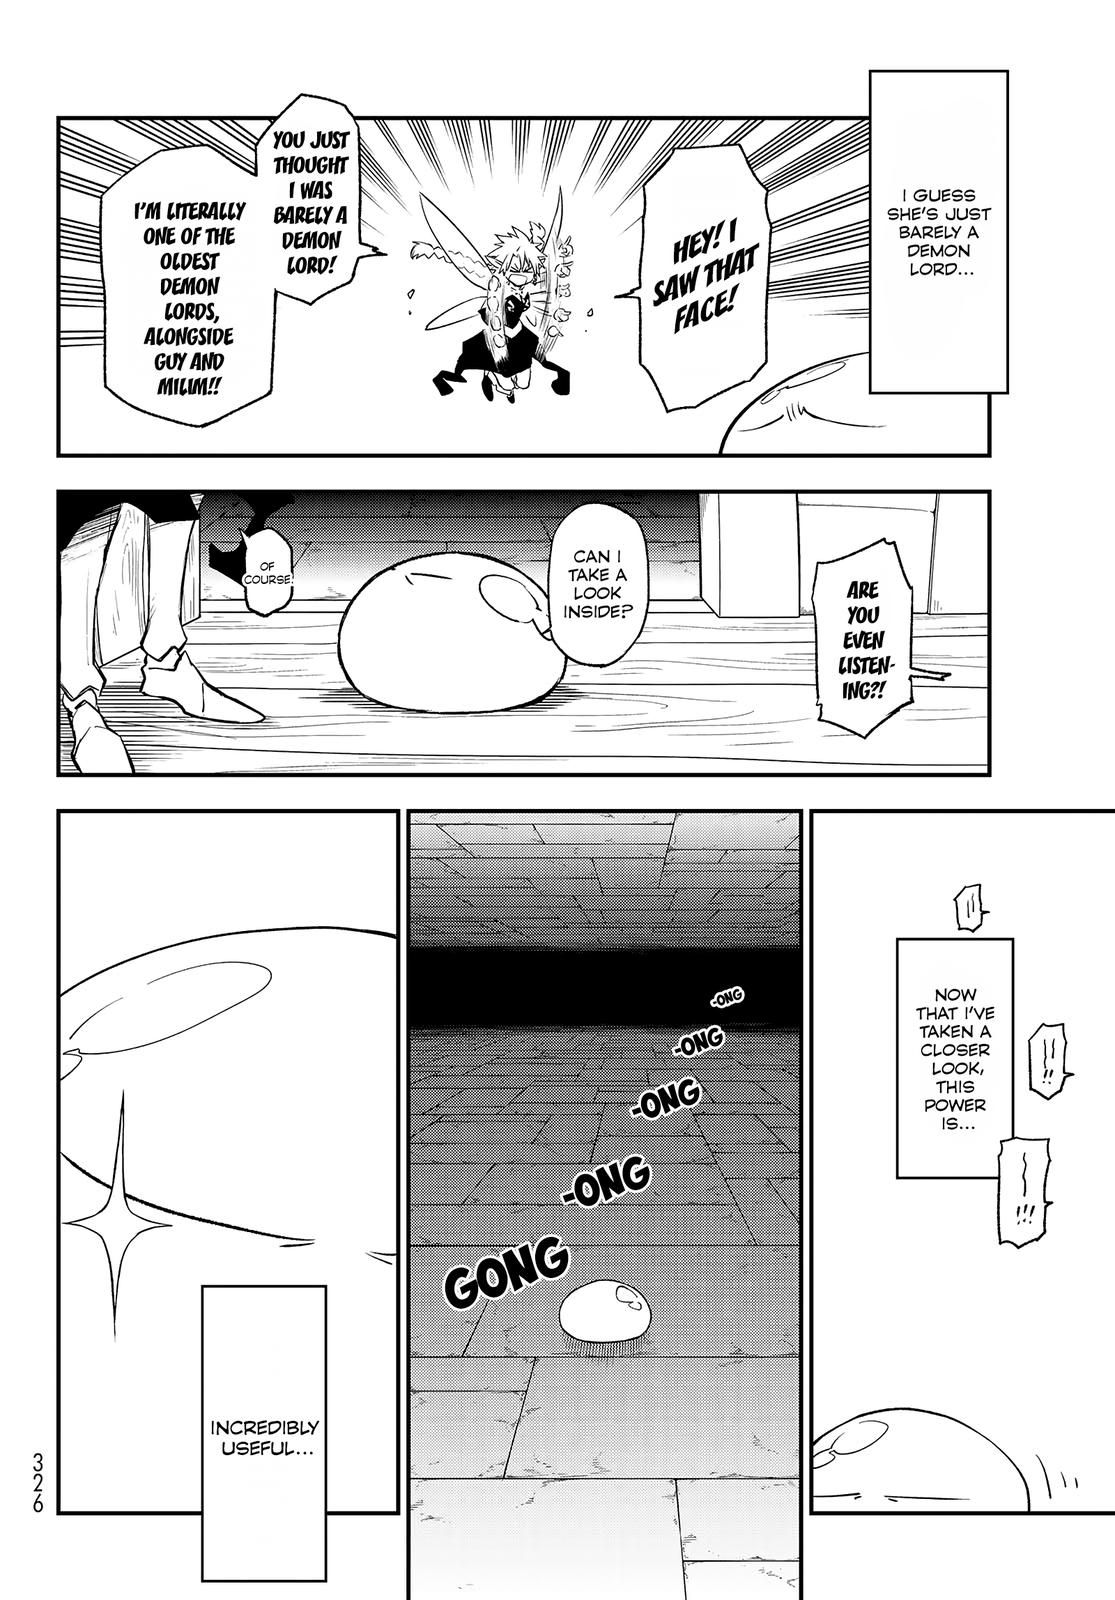 I GUESS
SHE'S JUST
BARELY A
DEMON
LORD...
HEY! I
SAW THAT
FACE!
YOU JUST
THOUGHT
I WAS
BARELY A
DEMON
LORD!
I'M LITERALLY
ONE OF THE
OLDEST
DEMON
LORDS,
ALONGSIDE
GUY AND
MILIM!!
ARE
YOU
EVEN
LISTEN-
ING?!
CAN I
TAKE A
LOOK
INSIDE?
OF
COURSE.
!!
!!
!!!
NOW
THAT I'VE
TAKEN A
CLOSER
LOOK,
THIS
POWER
IS...
-ONG
-ONG
-ONG
-ONG
GONG
INCREDIBLY
USEFUL...
326